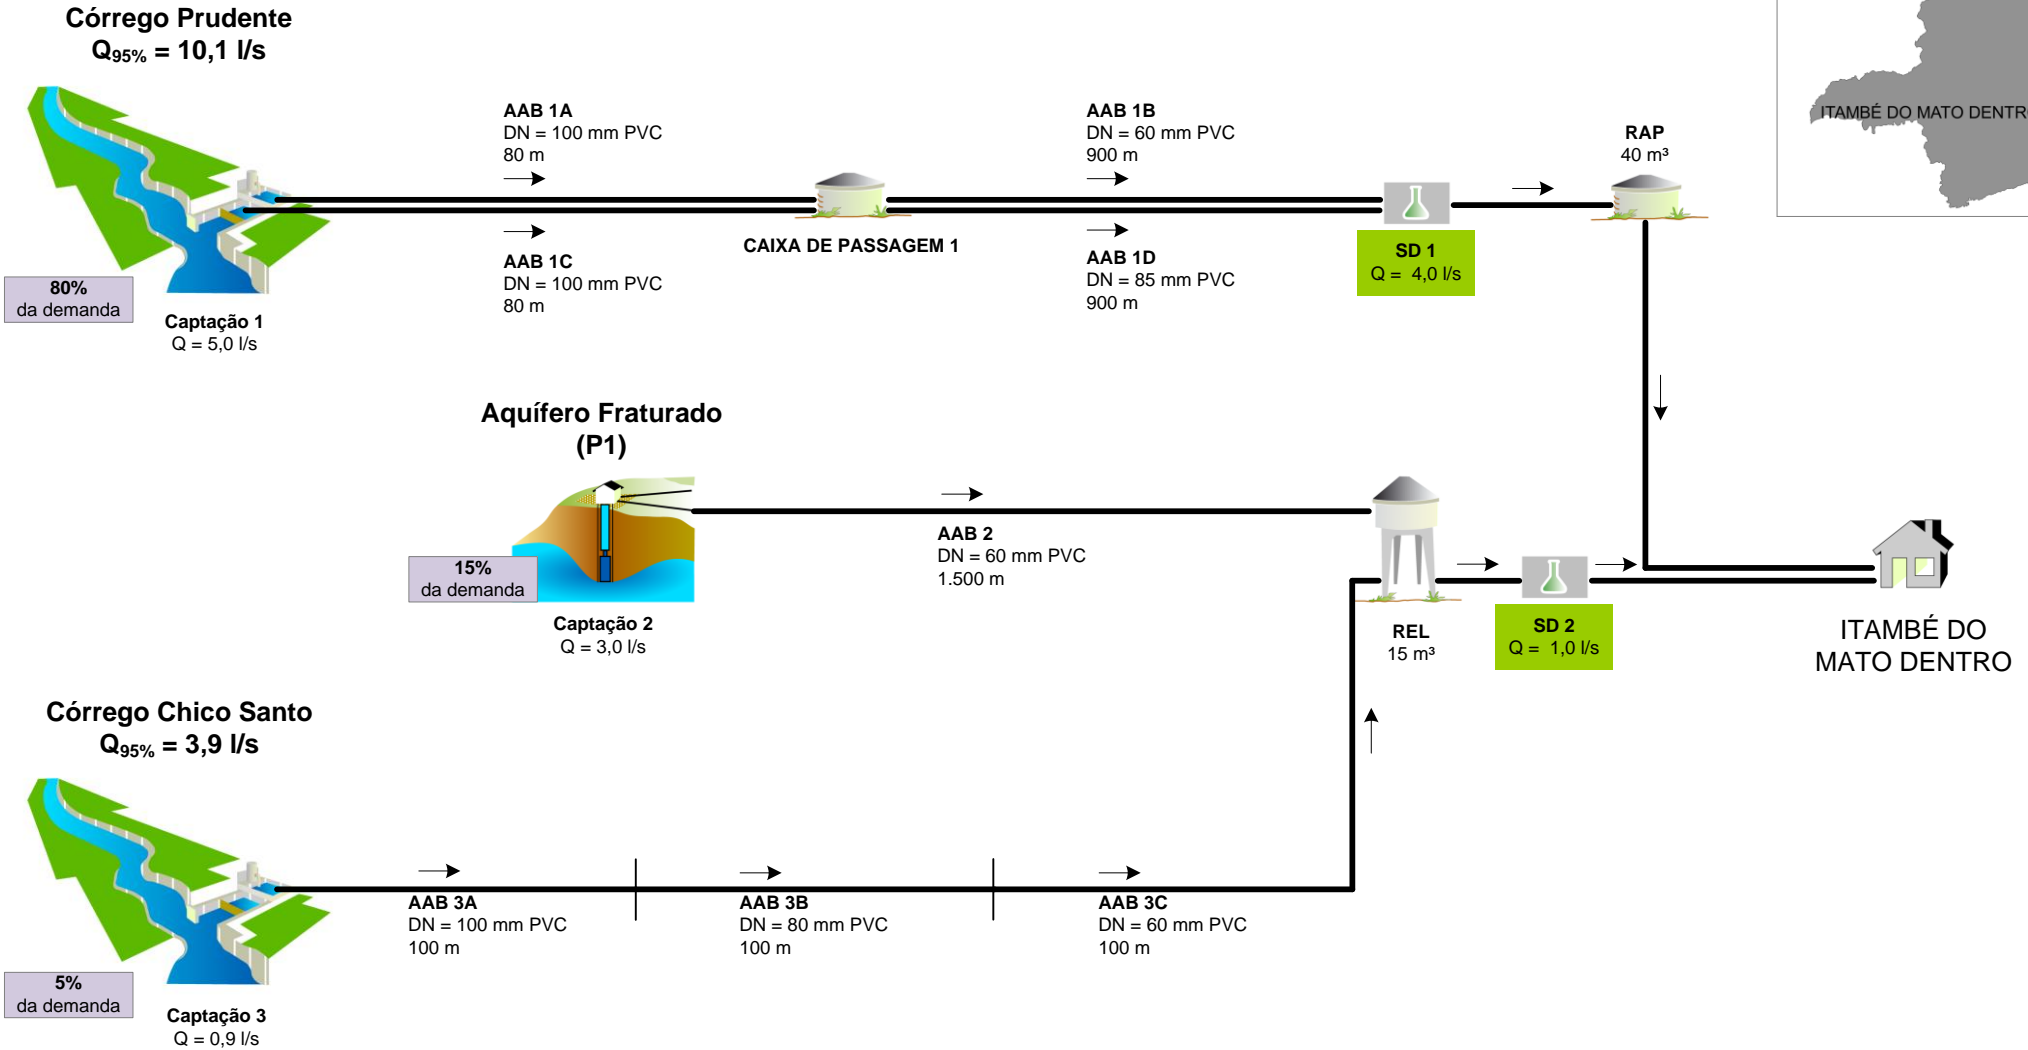 Córrego Prudente
Q95% = 10,1 l/s
80%
da demanda
Captação 1
Q = 5,0 l/s
AAB 1A
DN = 100 mm PVC
80 m
AAB 1C
DN = 100 mm PVC
80 m
CAIXA DE PASSAGEM 1
AAB 1B
DN = 60 mm PVC
900 m
AAB 1D
DN = 85 mm PVC
900 m
SD 1
Q = 4,0 l/s
RAP
40 m³
ITAMBÉ DO MATO DENTRO
Aquífero Fraturado
(P1)
15%
da demanda
Captação 2
Q = 3,0 l/s
AAB 2
DN = 60 mm PVC
1.500 m
REL
15 m³
SD 2
Q = 1,0 l/s
ITAMBÉ DO
MATO DENTRO
Córrego Chico Santo
Q95% = 3,9 l/s
5%
da demanda
Captação 3
Q = 0,9 l/s
AAB 3A
DN = 100 mm PVC
100 m
AAB 3B
DN = 80 mm PVC
100 m
AAB 3C
DN = 60 mm PVC
100 m